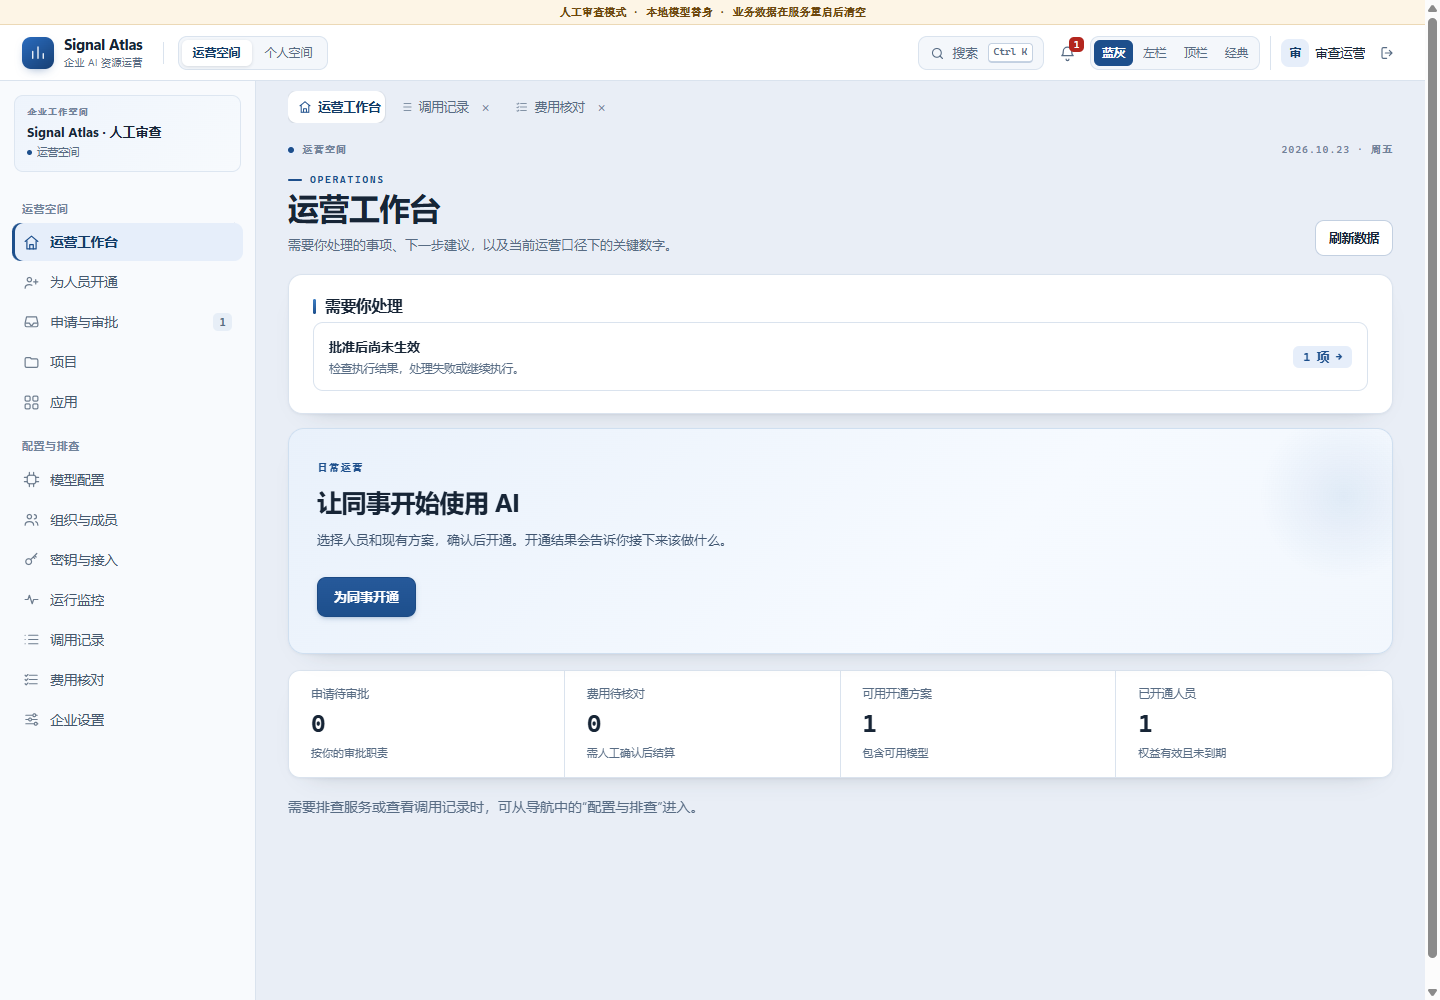 人工审查模式 · 本地模型替身 · 业务数据在服务重启后清空
Signal Atlas
企业 AI 资源运营
运营空间 个人空间
搜索 Ctrl K
1
蓝灰 左栏 顶栏 经典
审 审查运营
企业工作空间
Signal Atlas · 人工审查
运营空间
运营空间
运营工作台
为人员开通
申请与审批 1
项目
应用
配置与排查
模型配置
组织与成员
密钥与接入
运行监控
调用记录
费用核对
企业设置
运营工作台 调用记录 × 费用核对 ×
运营空间
2026.10.23 · 周五
OPERATIONS
运营工作台
需要你处理的事项、下一步建议，以及当前运营口径下的关键数字。
刷新数据
需要你处理
批准后尚未生效
检查执行结果，处理失败或继续执行。
1 项 →
日常运营
让同事开始使用 AI
选择人员和现有方案，确认后开通。开通结果会告诉你接下来该做什么。
为同事开通
申请待审批
0
按你的审批职责
费用待核对
0
需人工确认后结算
可用开通方案
1
包含可用模型
已开通人员
1
权益有效且未到期
需要排查服务或查看调用记录时，可从导航中的“配置与排查”进入。